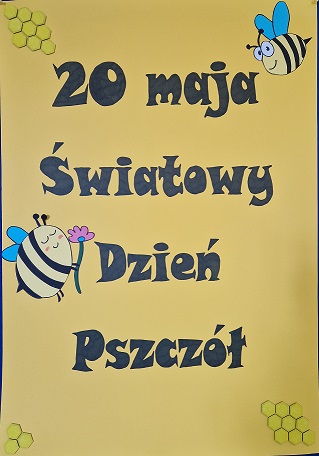 20 maja
Światowy
Dzień
Pszczół